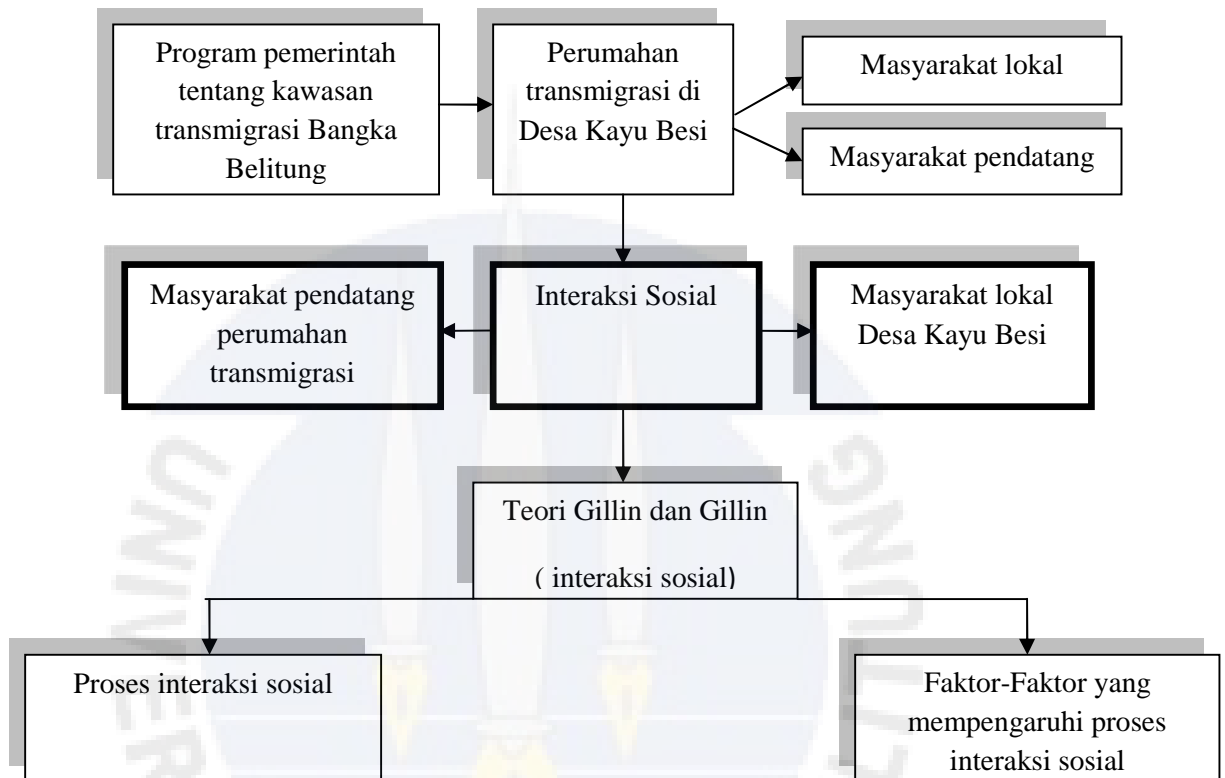 Program pemerintah
tentang kawasan
transmigrasi Bangka
Belitung
Perumahan
transmigrasi di
Desa Kayu Besi
Masyarakat lokal
Masyarakat pendatang
Masyarakat pendatang
perumahan
transmigrasi
Interaksi Sosial
Masyarakat lokal
Desa Kayu Besi
Teori Gillin dan Gillin
( interaksi sosial)
Proses interaksi sosial
Faktor-Faktor yang
mempengaruhi proses
interaksi sosial